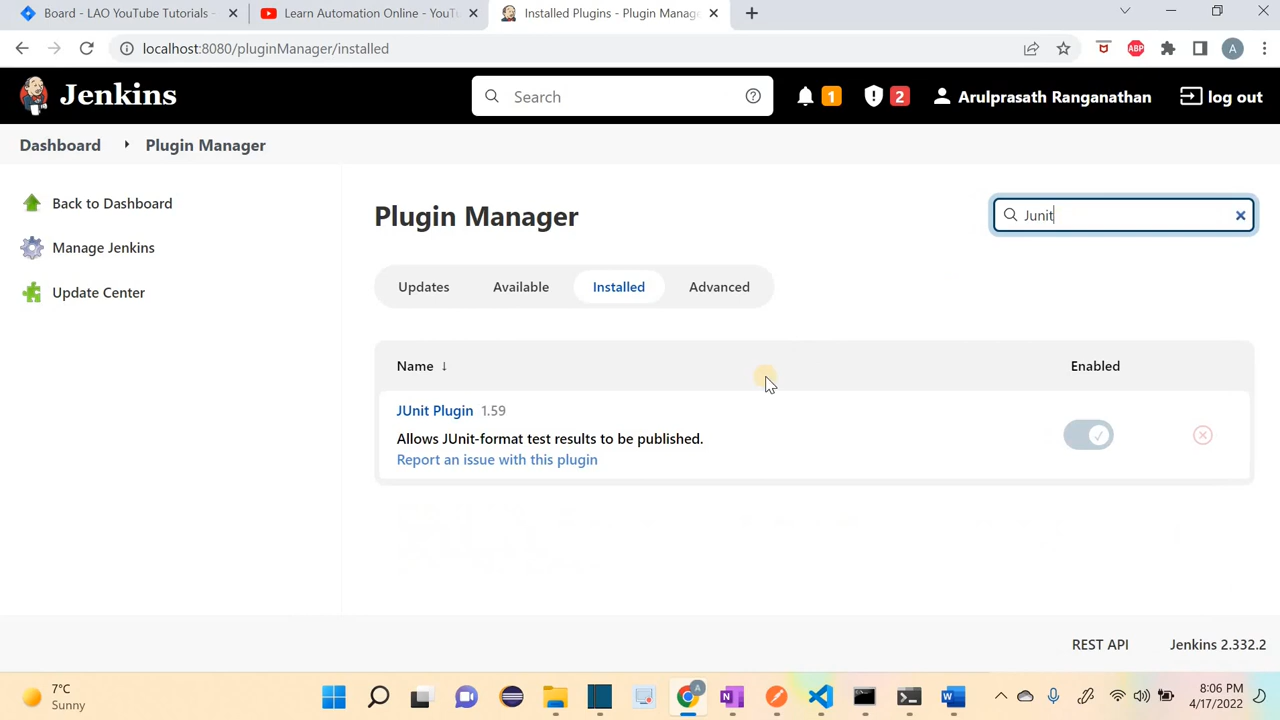 Board - LAO YouTube Tutorials -
Learn Automation Online - YouT
Installed Plugins - Plugin Manag
localhost:8080/pluginManager/installed
ABP
A
Jenkins
Search
1
2
Arulprasath Ranganathan
log out
Dashboard
Plugin Manager
Back to Dashboard
Manage Jenkins
Update Center
Plugin Manager
Junit
Updates
Available
Installed
Advanced
Name ↓
Enabled
JUnit Plugin 1.59
Allows JUnit-format test results to be published.
Report an issue with this plugin
REST API
Jenkins 2.332.2
7°C
Sunny
8:06 PM
4/17/2022